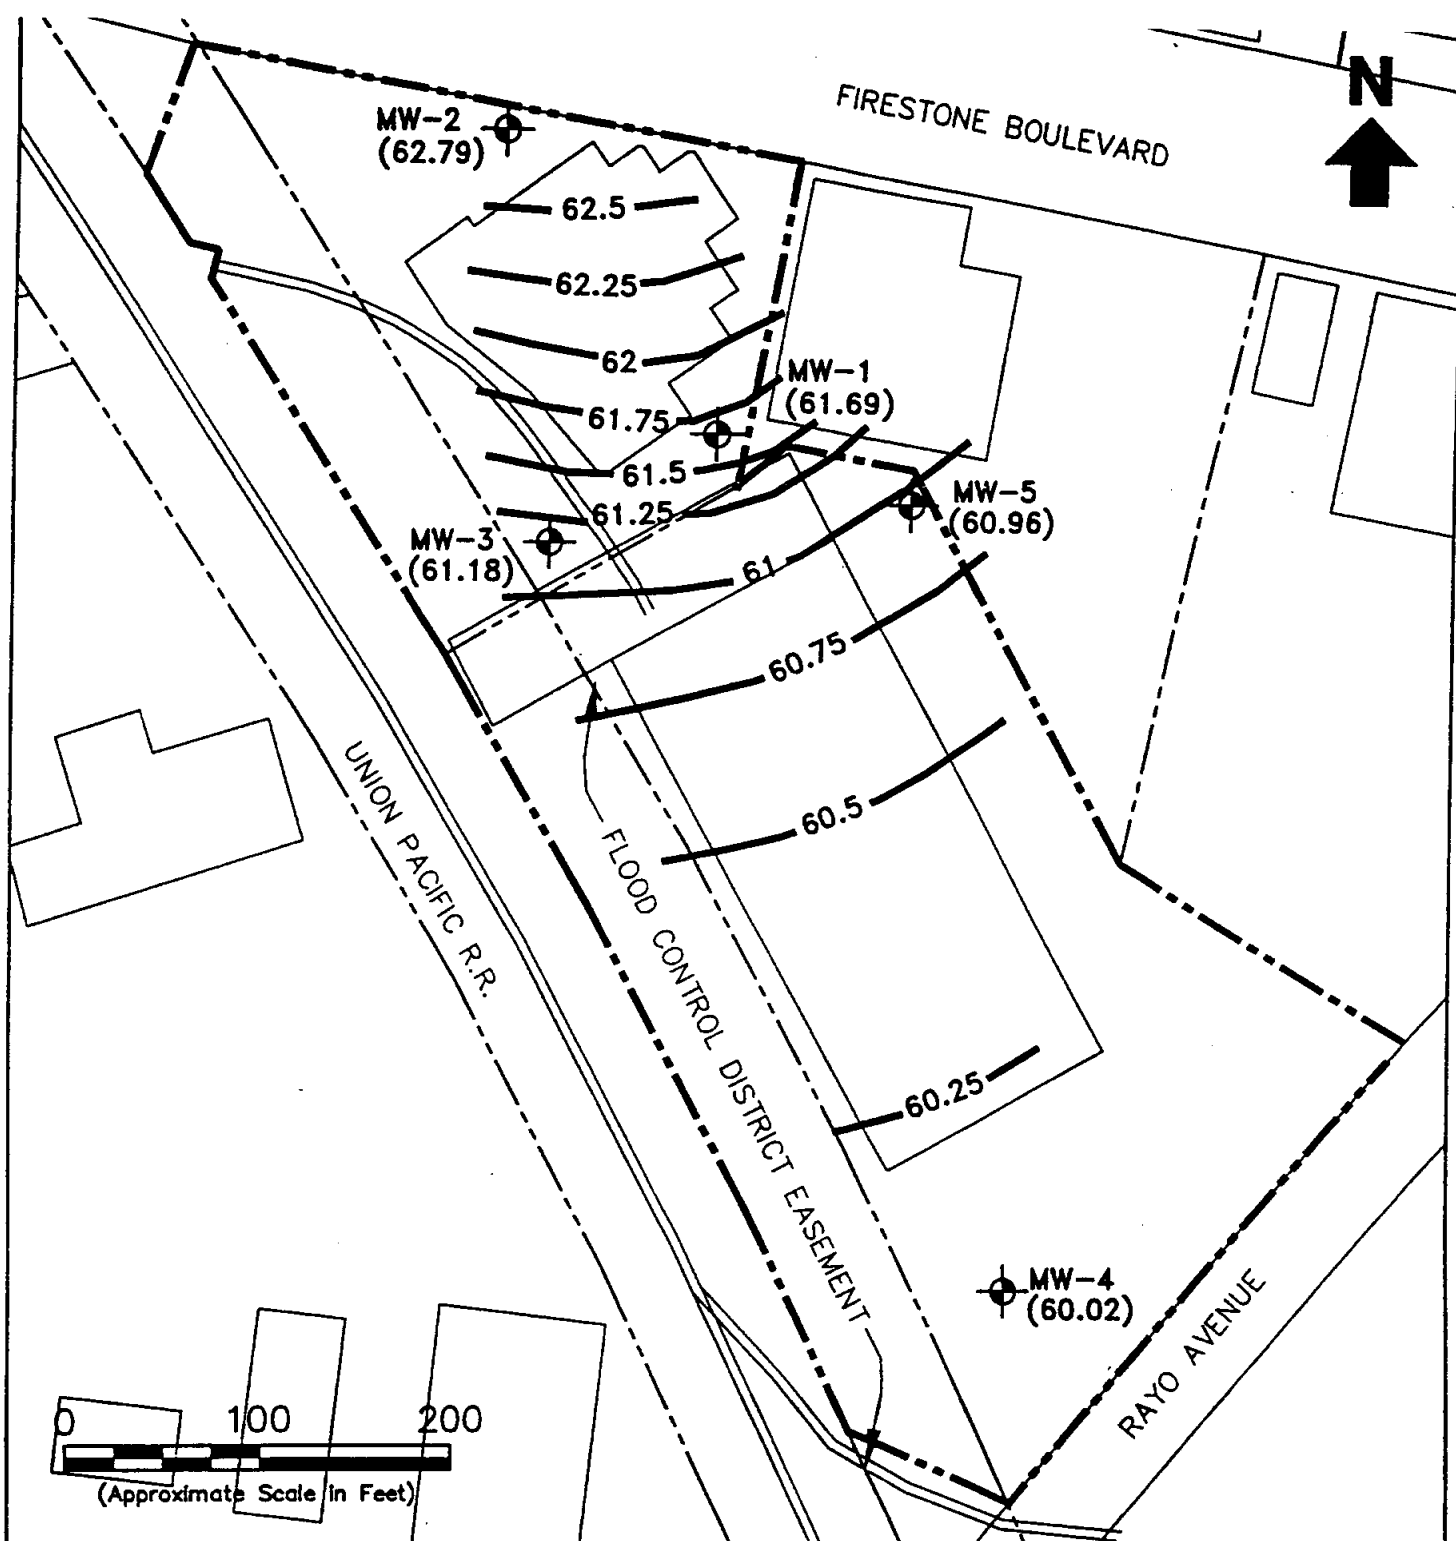 N
FIRESTONE BOULEVARD
MW-2
(62.79)
62.5
62.25
62
61.75
MW-1
(61.69)
61.5
61.25
MW-3
(61.18)
MW-5
(60.96)
61
60.75
60.5
UNION PACIFIC R.R.
FLOOD CONTROL DISTRICT EASEMENT
60.25
MW-4
(60.02)
RAYO AVENUE
0 100 200
(Approximate Scale in Feet)